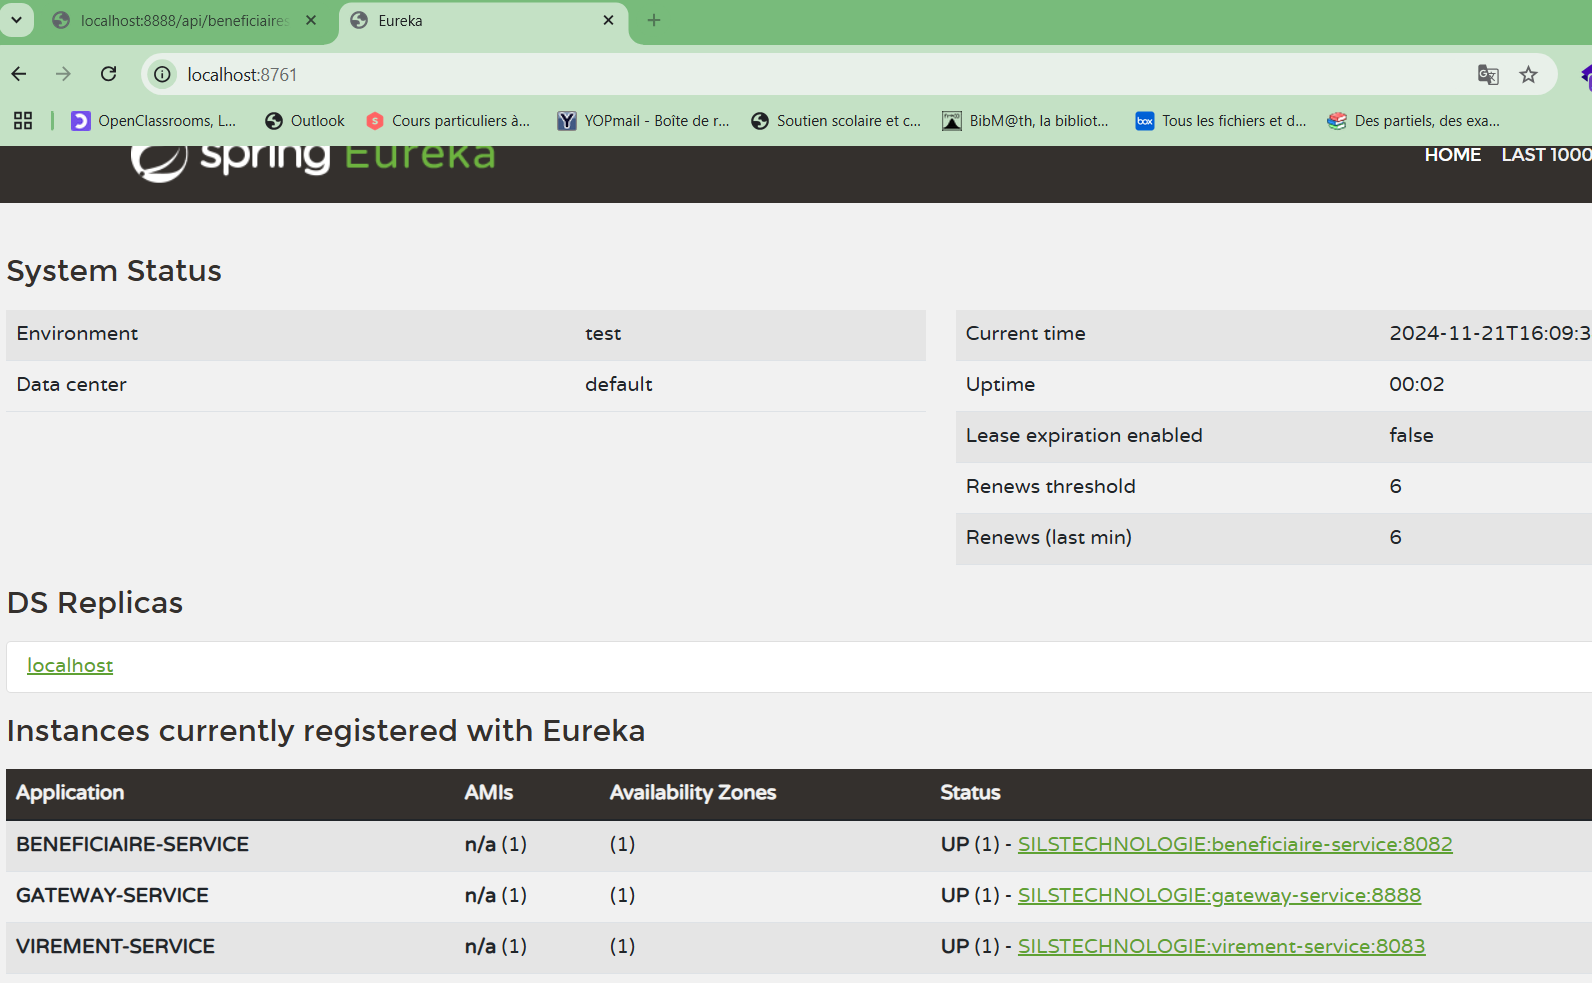 localhost:8888/api/beneficiaires
Eureka
localhost:8761
OpenClassrooms, L...
Outlook
Cours particuliers à...
YOPmail - Boîte de r...
Soutien scolaire et c...
BibM@th, la bibliot...
Tous les fichiers et d...
Des partiels, des exa...
spring Eureka
HOME
LAST 1000
System Status
Environment test
Data center default
Current time 2024-11-21T16:09:3
Uptime 00:02
Lease expiration enabled false
Renews threshold 6
Renews (last min) 6
DS Replicas
localhost
Instances currently registered with Eureka
Application AMIs Availability Zones Status
BENEFICIAIRE-SERVICE n/a (1) (1) UP (1) - SILSTECHNOLOGIE:beneficiaire-service:8082
GATEWAY-SERVICE n/a (1) (1) UP (1) - SILSTECHNOLOGIE:gateway-service:8888
VIREMENT-SERVICE n/a (1) (1) UP (1) - SILSTECHNOLOGIE:virement-service:8083